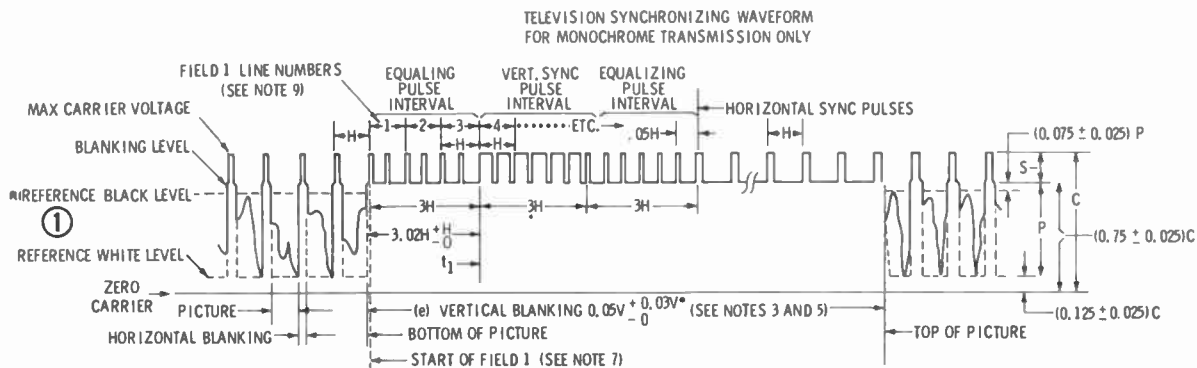 TELEVISION SYNCHRONIZING WAVEFORM
FOR MONOCHROME TRANSMISSION ONLY
FIELD 1 LINE NUMBERS
(SEE NOTE 9)
EQUALING
PULSE
INTERVAL
VERT. SYNC
PULSE
INTERVAL
EQUALIZING
PULSE
INTERVAL
HORIZONTAL SYNC PULSES
MAX CARRIER VOLTAGE
BLANKING LEVEL
REFERENCE BLACK LEVEL
1
REFERENCE WHITE LEVEL
ZERO
CARRIER
PICTURE
HORIZONTAL BLANKING
H
1 2 3 4 ........ ETC.
H H
.05H
H
3H 3H 3H
3.02H +H -0
t1
(e) VERTICAL BLANKING 0.05V +0.03V* -0 (SEE NOTES 3 AND 5)
BOTTOM OF PICTURE
START OF FIELD 1 (SEE NOTE 7)
TOP OF PICTURE
(0.075 ± 0.025) P
S
C
P
(0.75 ± 0.025)C
(0.125 ± 0.025)C